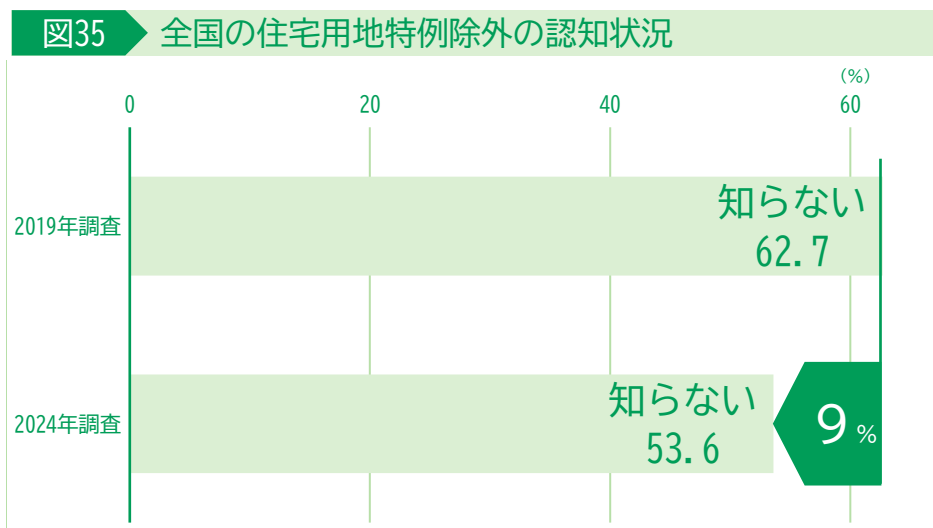 図35 全国の住宅用地特例除外の認知状況
(%)
0 20 40 60
2019年調査
知らない
62.7
2024年調査
知らない
53.6
9%